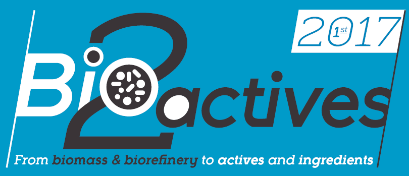 2017
1st
Bio2actives
From biomass & biorefinery to actives and ingredients